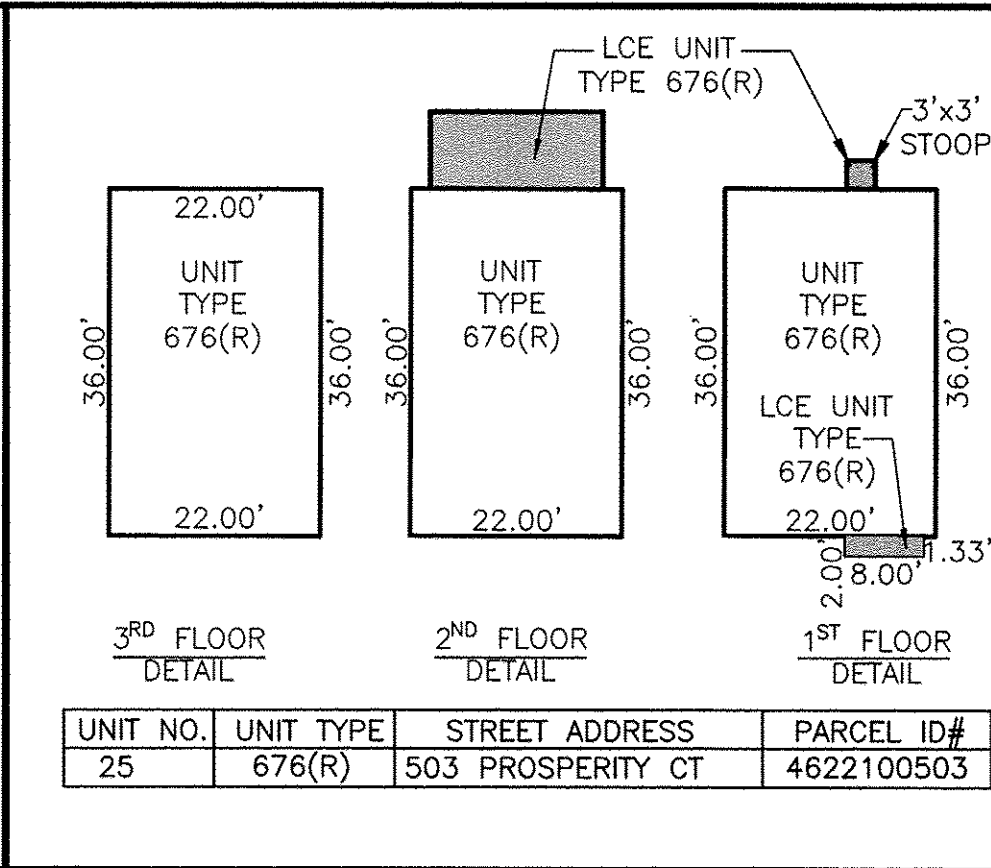 LCE UNIT
TYPE 676(R)
3'x3'
STOOP
22.00'
UNIT
TYPE
676(R)
36.00'
36.00'
22.00'
3RD FLOOR
DETAIL
UNIT
TYPE
676(R)
36.00'
36.00'
22.00'
2ND FLOOR
DETAIL
UNIT
TYPE
676(R)
36.00'
36.00'
LCE UNIT
TYPE
676(R)
22.00'
2.00'
8.00'
1.33'
1ST FLOOR
DETAIL
UNIT NO. UNIT TYPE STREET ADDRESS PARCEL ID#
25 676(R) 503 PROSPERITY CT 4622100503